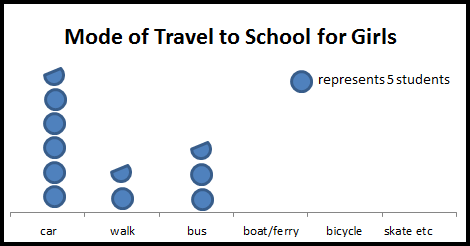 Mode of Travel to School for Girls
represents 5 students
car walk bus boat/ferry bicycle skate etc